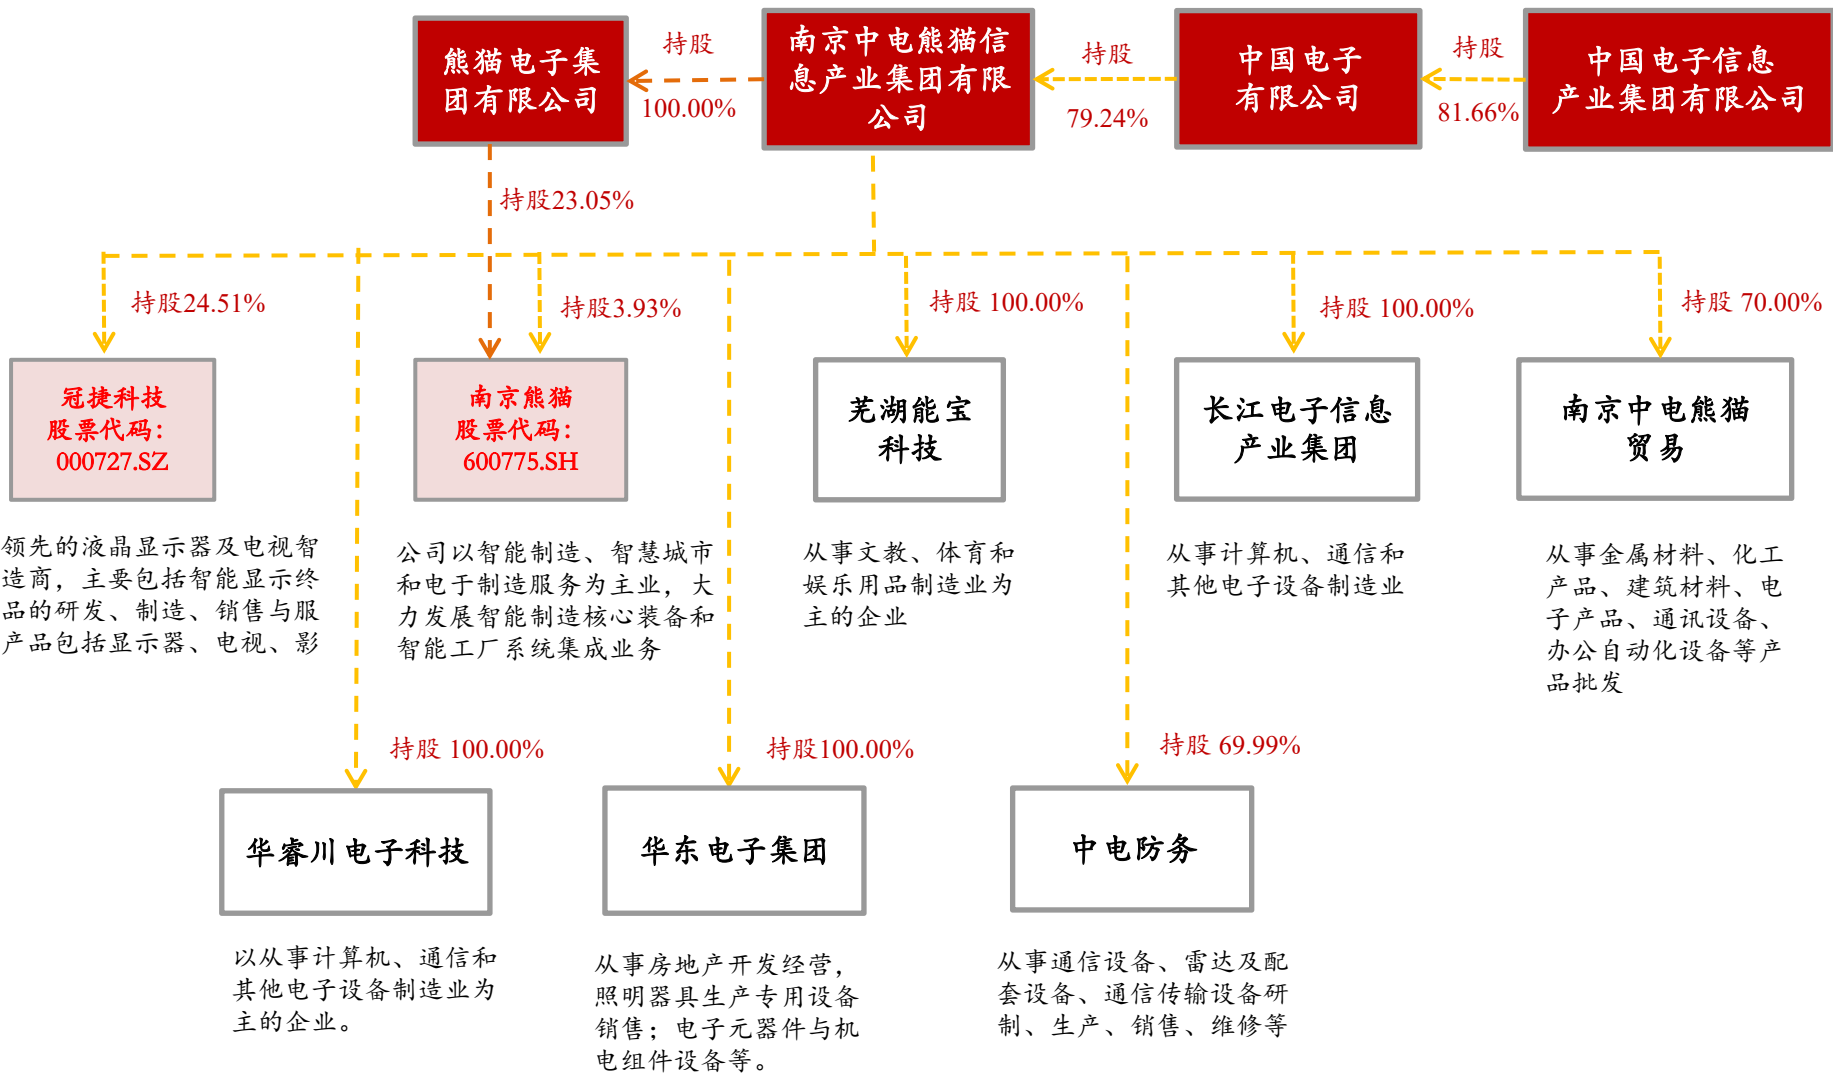 熊猫电子集
团有限公司
持股
100.00%
南京中电熊猫信
息产业集团有限
公司
持股
79.24%
中国电子
有限公司
持股
81.66%
中国电子信息
产业集团有限公司
持股23.05%
持股24.51%
持股3.93%
持股 100.00%
持股 100.00%
持股 70.00%
冠捷科技
股票代码：
000727.SZ
南京熊猫
股票代码：
600775.SH
芜湖能宝
科技
长江电子信息
产业集团
南京中电熊猫
贸易
领先的液晶显示器及电视智
造商，主要包括智能显示终
品的研发、制造、销售与服
产品包括显示器、电视、影
公司以智能制造、智慧城市
和电于制造服务为主业，大
力发展智能制造核心装备和
智能工厂系统集成业务
从事文教、体育和
娱乐用品制造业为
主的企业
从事计算机、通信和
其他电子设备制造业
从事金属材料、化工
产品、建筑材料、电
子产品、通讯设备、
办公自动化设备等产
品批发
持股 100.00%
持股100.00%
持股 69.99%
华睿川电子科技
华东电子集团
中电防务
以从事计算机、通信和
其他电子设备制造业为
主的企业。
从事房地产开发经营，
照明器具生产专用设备
销售；电子元器件与机
电组件设备等。
从事通信设备、雷达及配
套设备、通信传输设备研
制、生产、销售、维修等